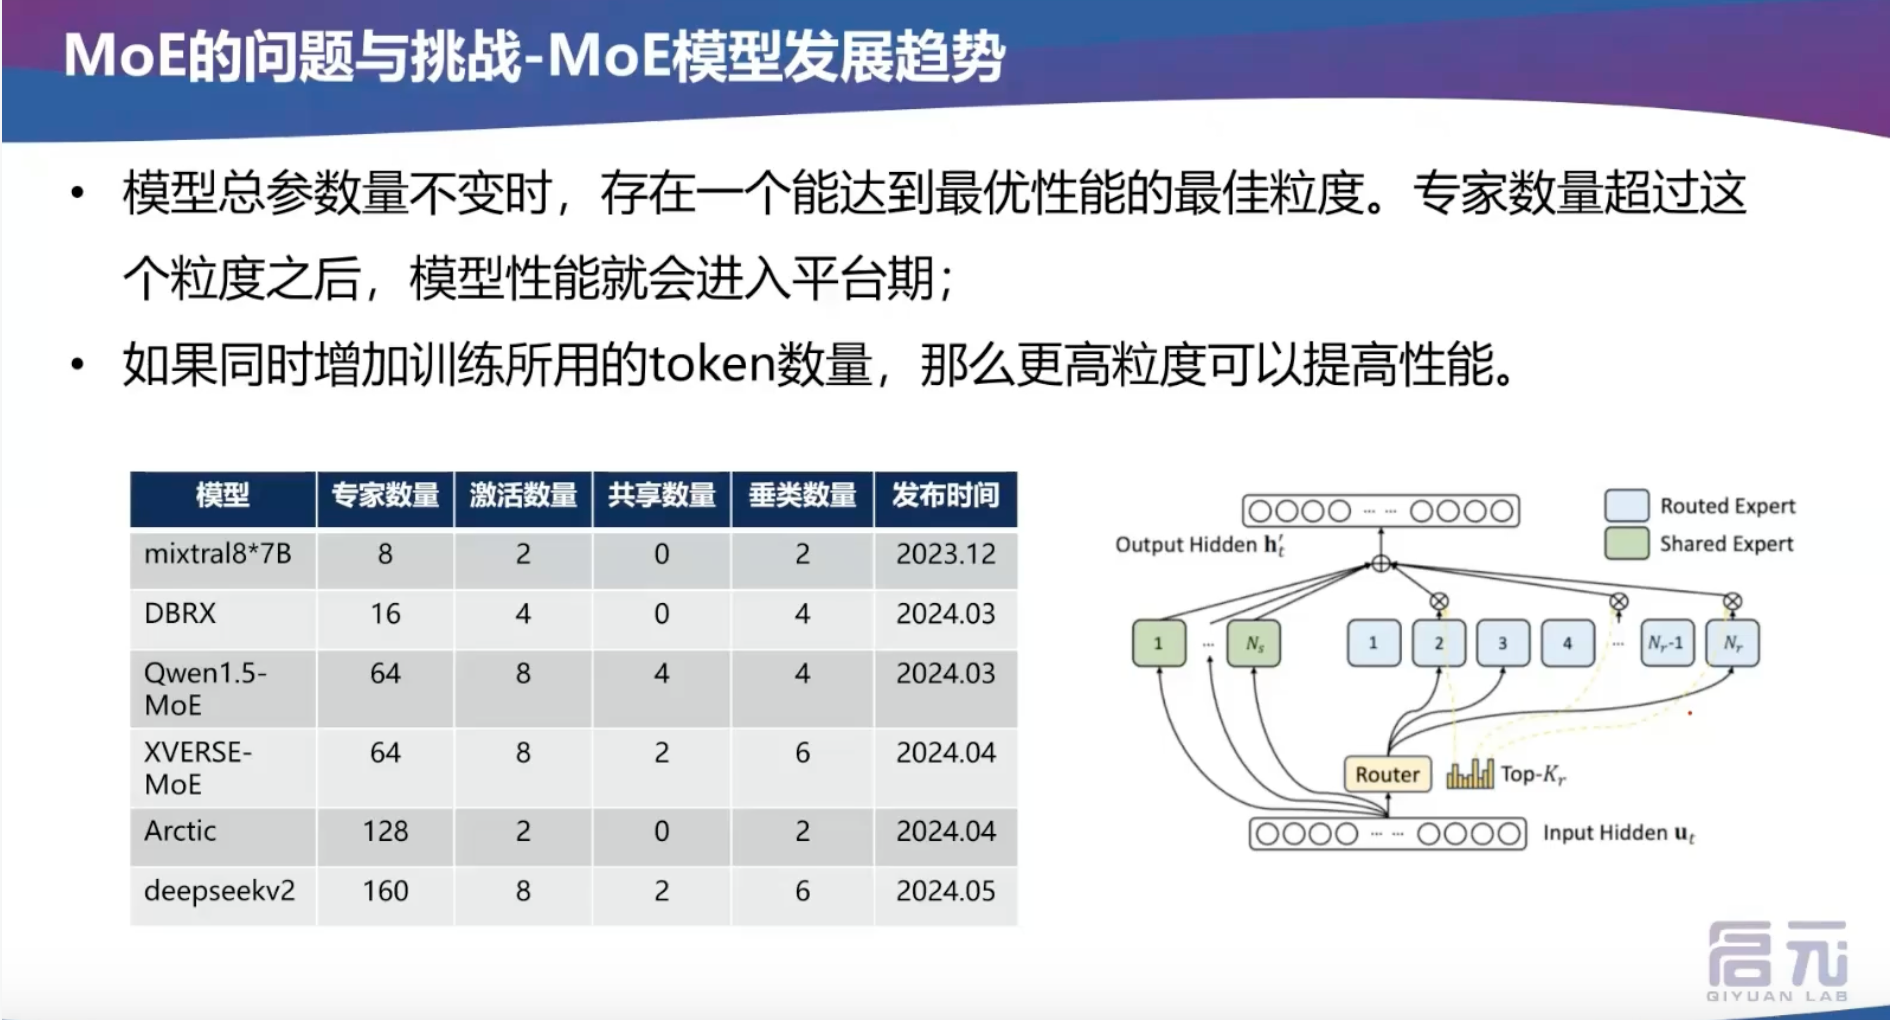 MoE的问题与挑战-MoE模型发展趋势
• 模型总参数量不变时，存在一个能达到最优性能的最佳粒度。专家数量超过这
个粒度之后，模型性能就会进入平台期；
• 如果同时增加训练所用的token数量，那么更高粒度可以提高性能。
模型 专家数量 激活数量 共享数量 垂类数量 发布时间
mixtral8*7B 8 2 0 2 2023.12
DBRX 16 4 0 4 2024.03
Qwen1.5- 64 8 4 4 2024.03
MoE
XVERSE- 64 8 2 6 2024.04
MoE
Arctic 128 2 0 2 2024.04
deepseekv2 160 8 2 6 2024.05
... ...
Routed Expert
Output Hidden h′t
Shared Expert
1 ... Ns 1 2 3 4 ... Nr-1 Nr
Router Top-Kr
... ... Input Hidden ut
启元
QIYUAN LAB